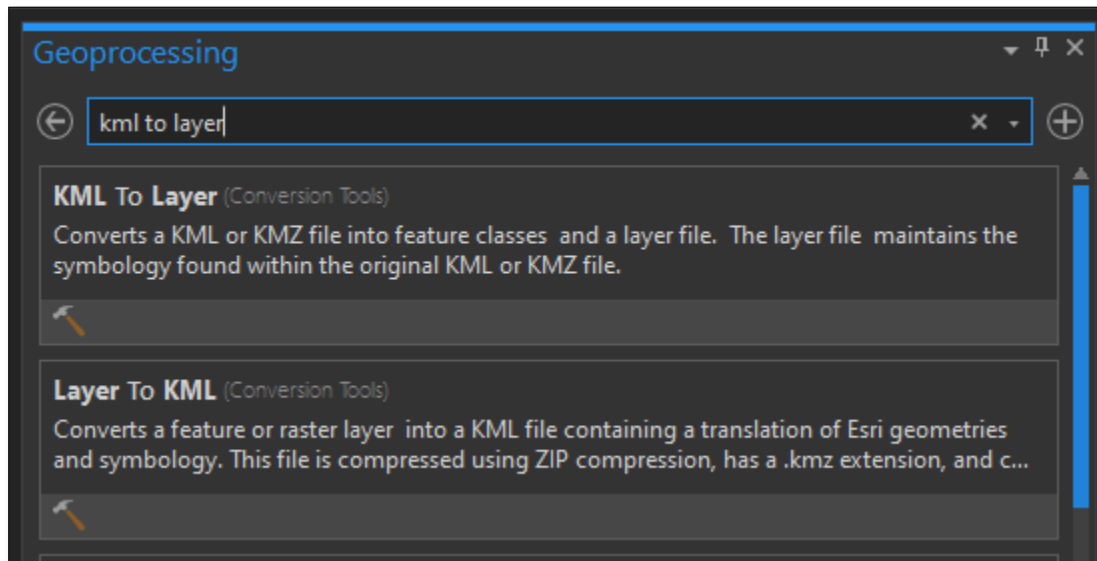 Geoprocessing
kml to layer
KML To Layer (Conversion Tools)
Converts a KML or KMZ file into feature classes and a layer file. The layer file maintains the
symbology found within the original KML or KMZ file.
Layer To KML (Conversion Tools)
Converts a feature or raster layer into a KML file containing a translation of Esri geometries
and symbology. This file is compressed using ZIP compression, has a .kmz extension, and c...